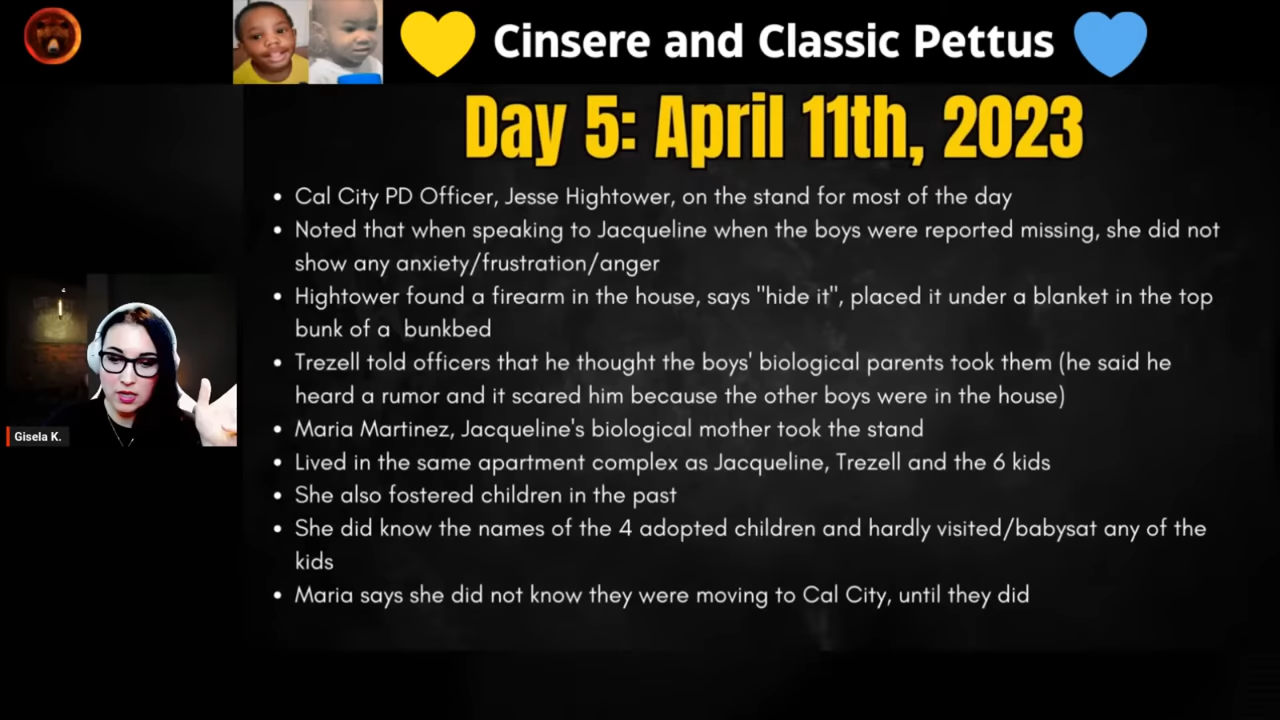 Cinsere and Classic Pettus
Day 5: April 11th, 2023
• Cal City PD Officer, Jesse Hightower, on the stand for most of the day
• Noted that when speaking to Jacqueline when the boys were reported missing, she did not
show any anxiety/frustration/anger
• Hightower found a firearm in the house, says "hide it", placed it under a blanket in the top
bunk of a bunkbed
• Trezell told officers that he thought the boys' biological parents took them (he said he
heard a rumor and it scared him because the other boys were in the house)
• Maria Martinez, Jacqueline's biological mother took the stand
• Lived in the same apartment complex as Jacqueline, Trezell and the 6 kids
• She also fostered children in the past
• She did know the names of the 4 adopted children and hardly visited/babysat any of the
kids
• Maria says she did not know they were moving to Cal City, until they did
Gisela K.